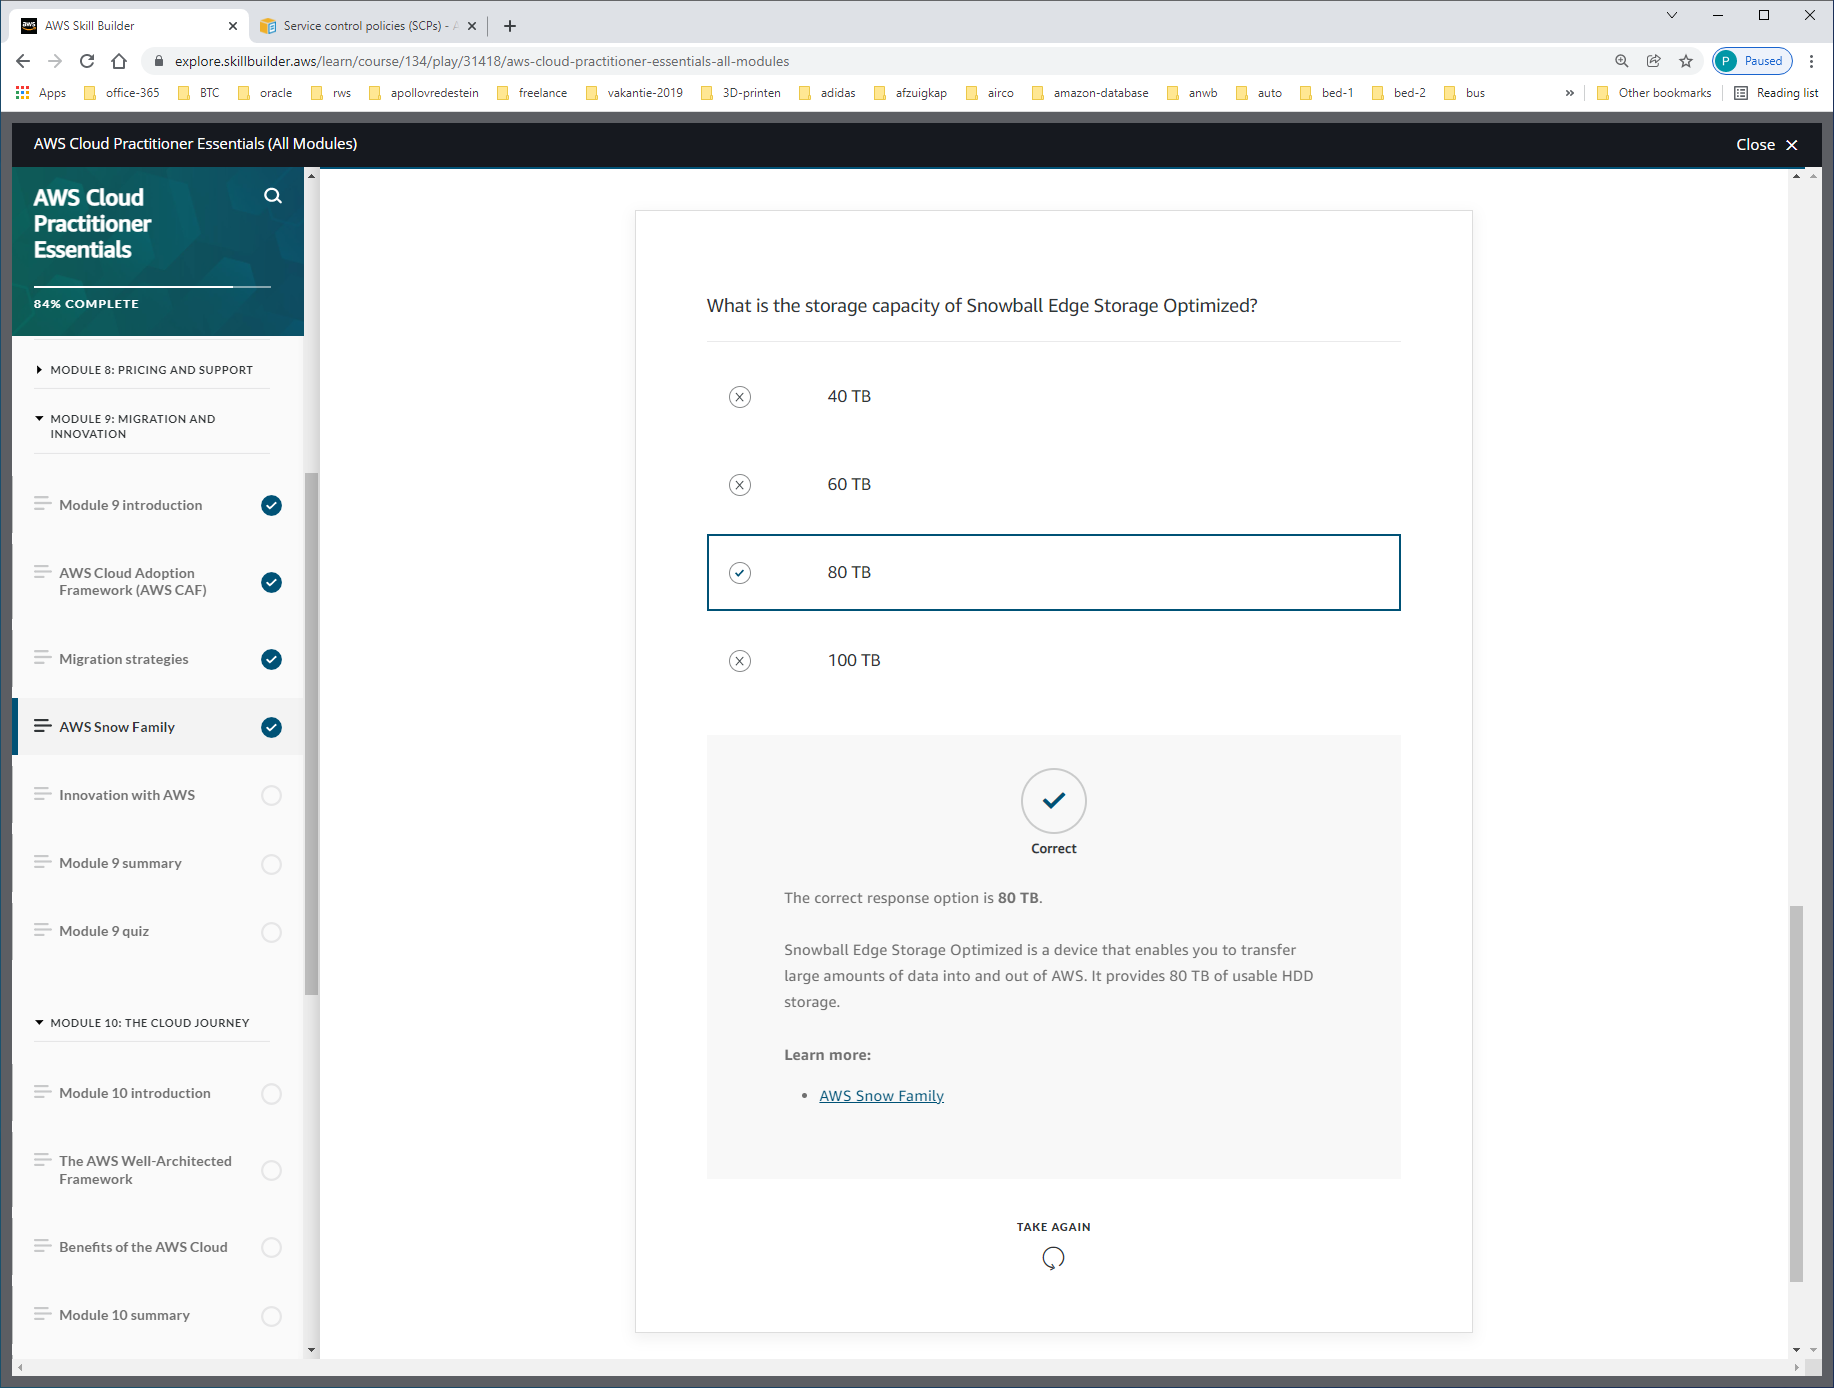 AWS Skill Builder
Service control policies (SCPs) -
explore.skillbuilder.aws/learn/course/134/play/31418/aws-cloud-practitioner-essentials-all-modules
P Paused
Apps office-365 BTC oracle rws apollovredestein freelance vakantie-2019 3D-printen adidas afzuigkap airco amazon-database anwb auto bed-1 bed-2 bus » Other bookmarks Reading list
AWS Cloud Practitioner Essentials (All Modules)
Close
AWS Cloud
Practitioner
Essentials
84% COMPLETE
MODULE 8: PRICING AND SUPPORT
MODULE 9: MIGRATION AND
INNOVATION
Module 9 introduction
AWS Cloud Adoption
Framework (AWS CAF)
Migration strategies
AWS Snow Family
Innovation with AWS
Module 9 summary
Module 9 quiz
MODULE 10: THE CLOUD JOURNEY
Module 10 introduction
The AWS Well-Architected
Framework
Benefits of the AWS Cloud
Module 10 summary
What is the storage capacity of Snowball Edge Storage Optimized?
40 TB
60 TB
80 TB
100 TB
Correct
The correct response option is 80 TB.
Snowball Edge Storage Optimized is a device that enables you to transfer
large amounts of data into and out of AWS. It provides 80 TB of usable HDD
storage.
Learn more:
• AWS Snow Family
TAKE AGAIN